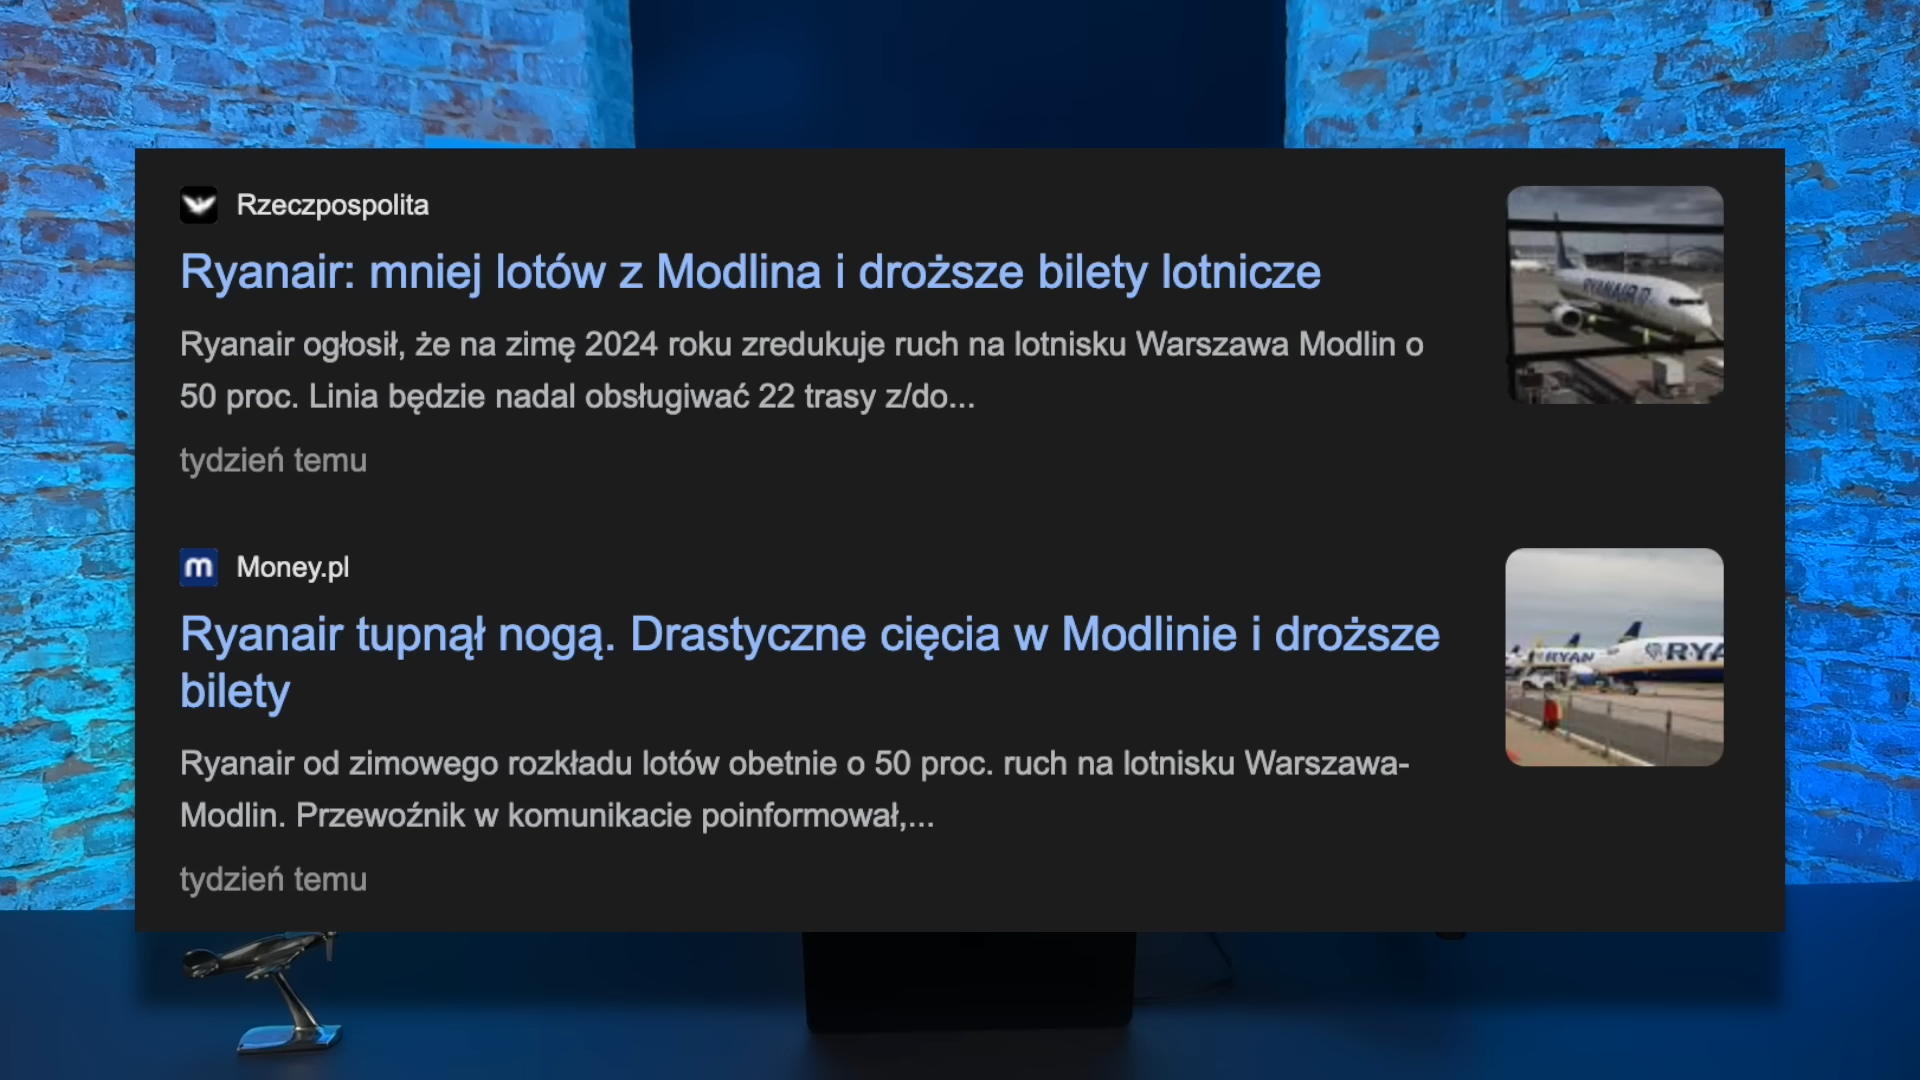 Rzeczpospolita
Ryanair: mniej lotów z Modlina i droższe bilety lotnicze
Ryanair ogłosił, że na zimę 2024 roku zredukuje ruch na lotnisku Warszawa Modlin o
50 proc. Linia będzie nadal obsługiwać 22 trasy z/do...
tydzień temu
RYANAIR
m
Money.pl
Ryanair tupnął nogą. Drastyczne cięcia w Modlinie i droższe
bilety
Ryanair od zimowego rozkładu lotów obetnie o 50 proc. ruch na lotnisku Warszawa-
Modlin. Przewoźnik w komunikacie poinformował,...
tydzień temu
RYAN
RYA